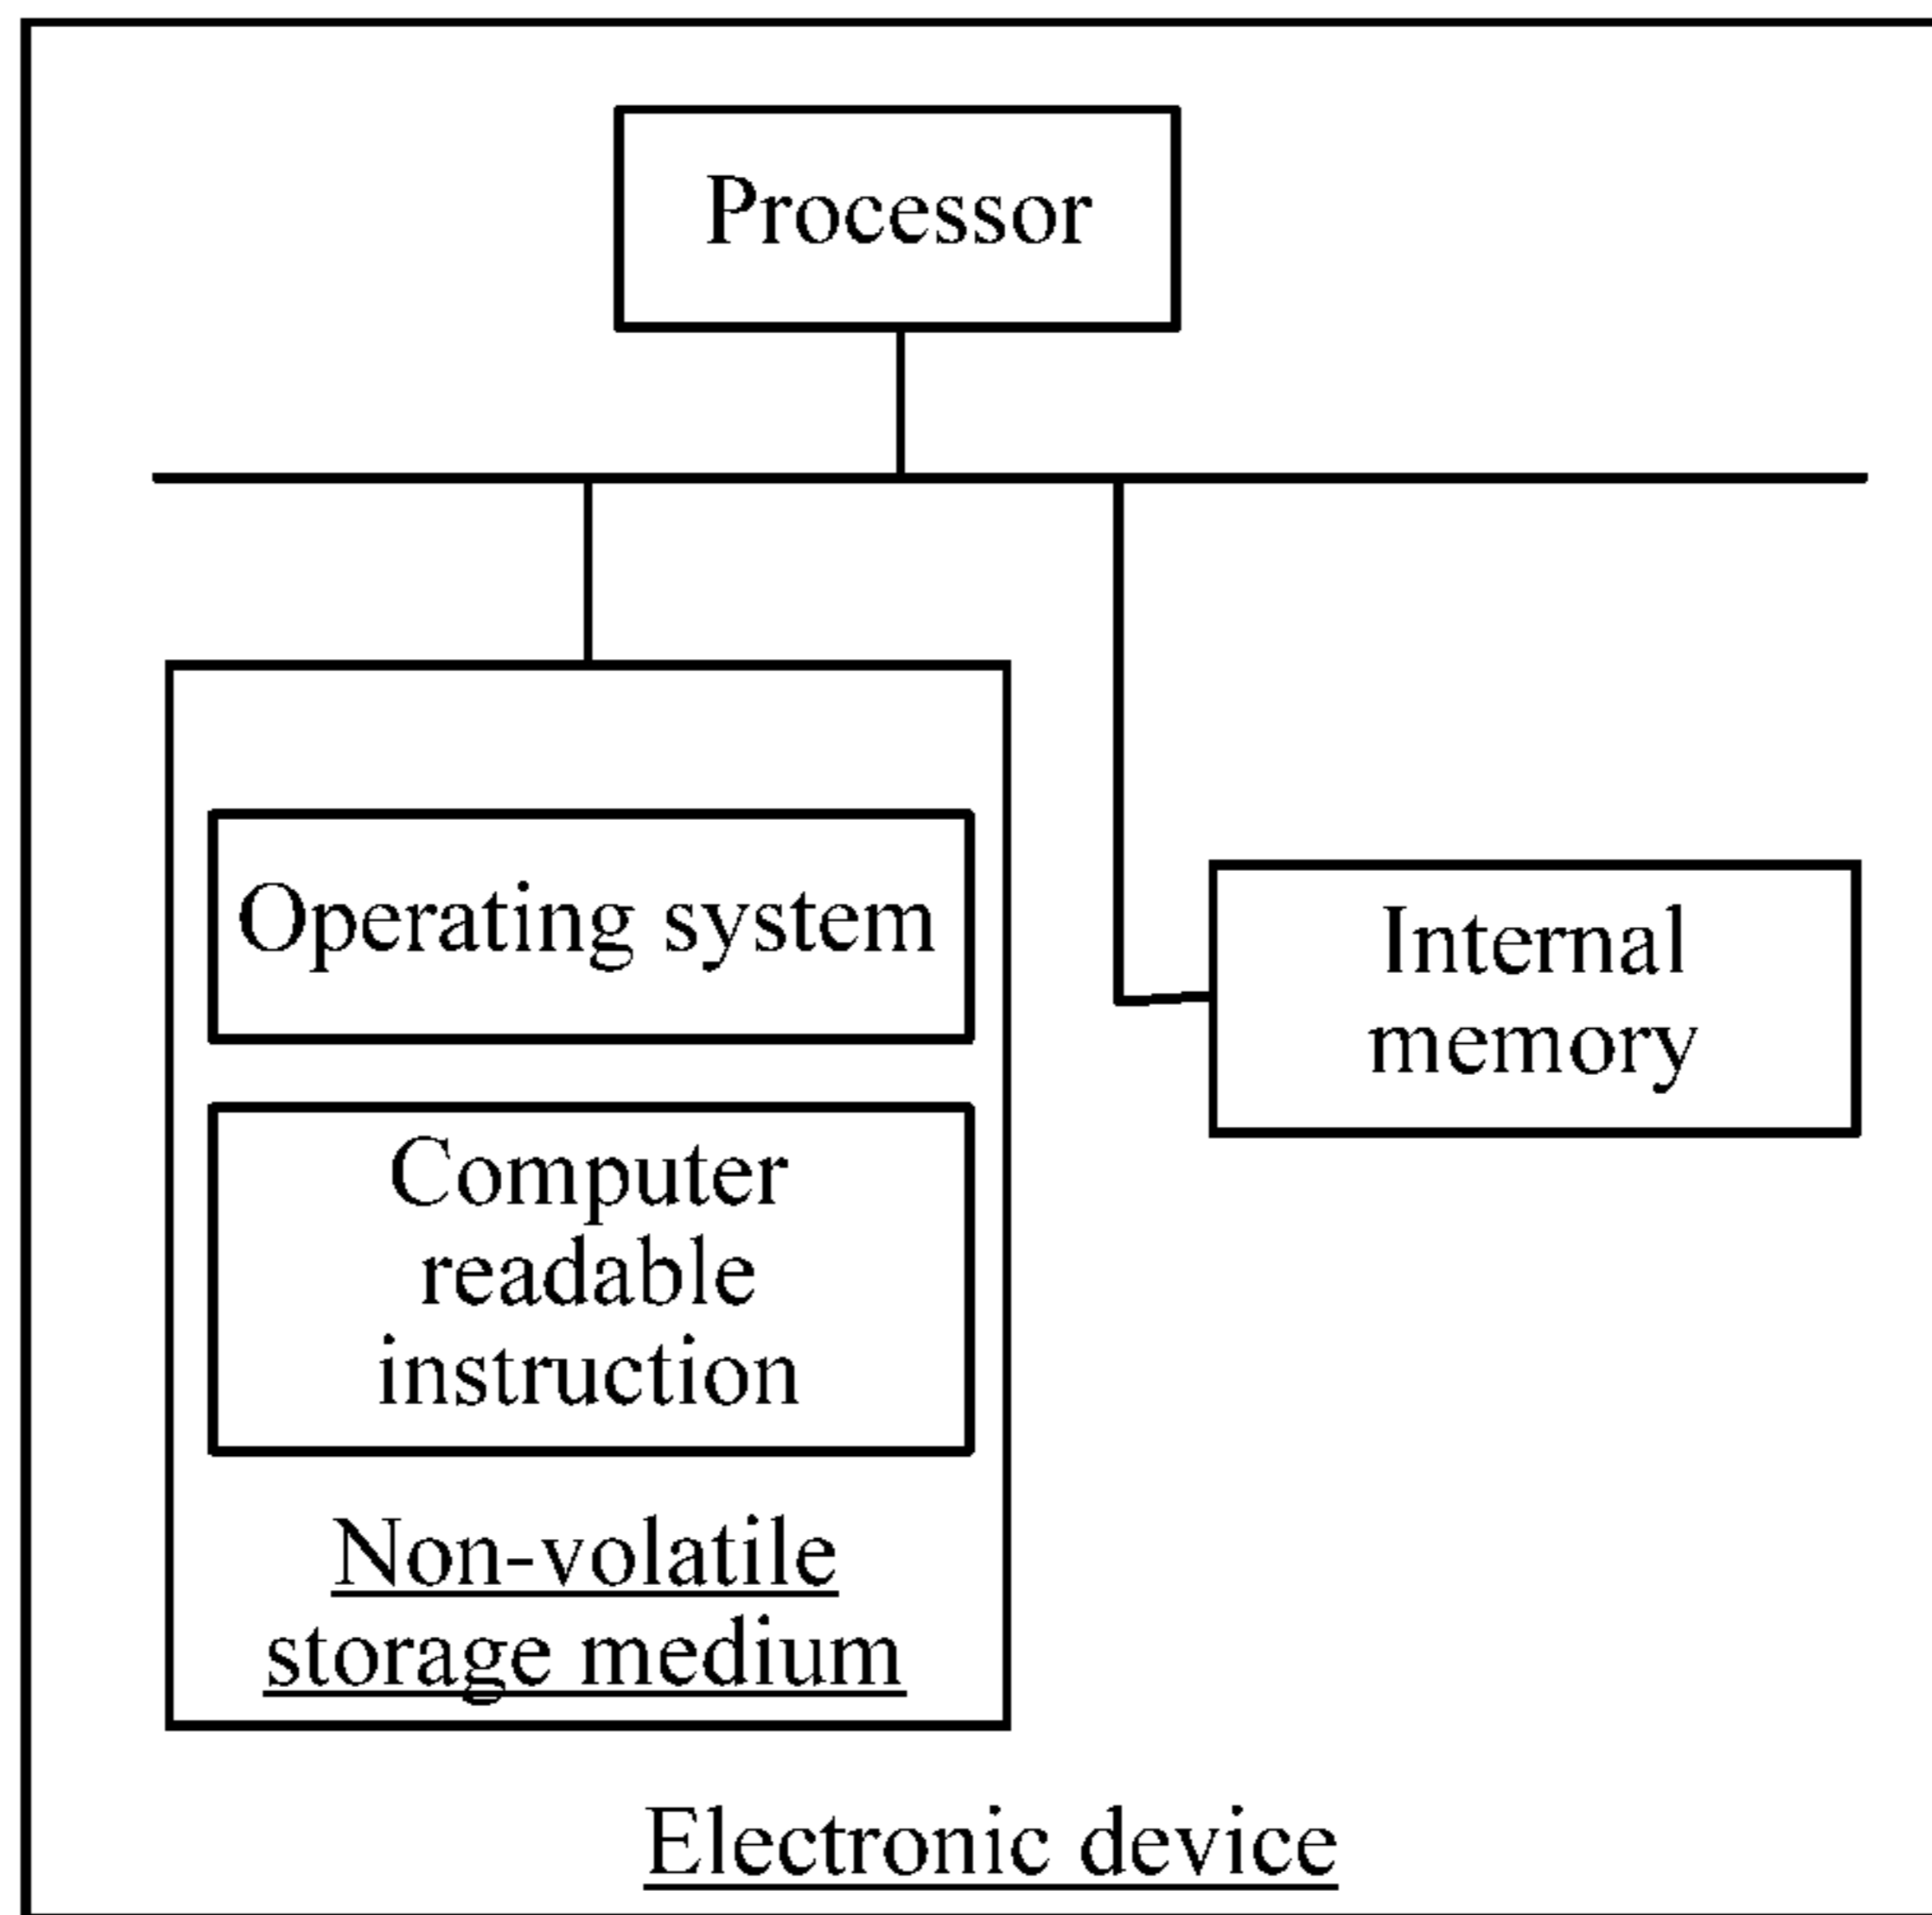 Processor
Operating system
Internal
memory
Computer
readable
instruction
Non-volatile
storage medium
Electronic device